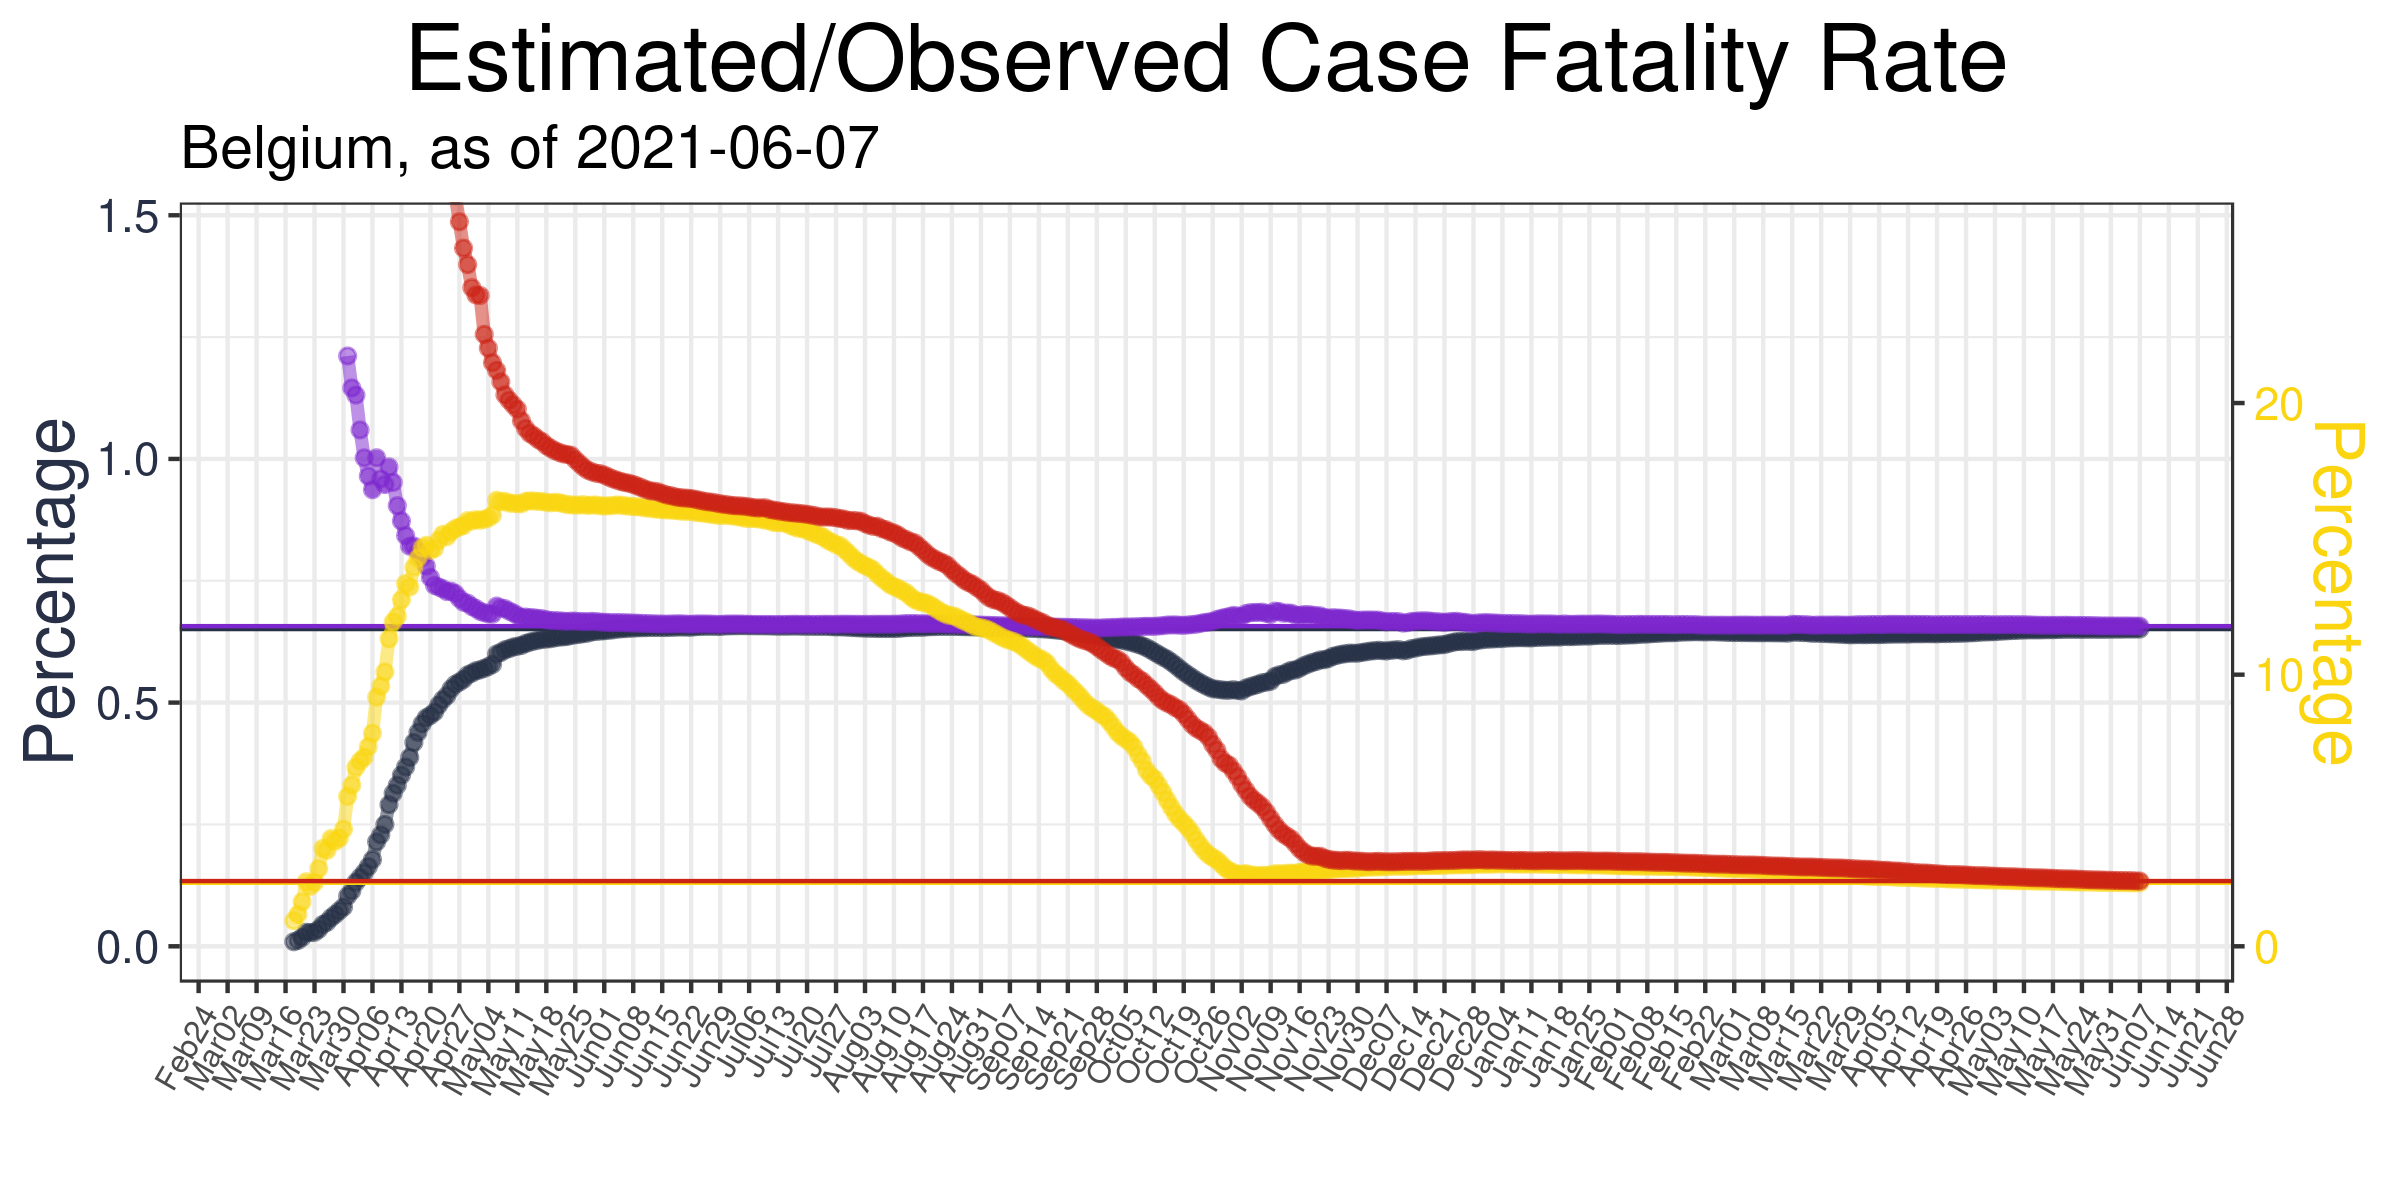 Estimated/Observed Case Fatality Rate
Belgium, as of 2021-06-07
Percentage
1.5
1.0
0.5
0.0
20
10
0
Percentage
Feb24
Mar02
Mar09
Mar16
Mar23
Mar30
Apr06
Apr13
Apr20
Apr27
May04
May11
May18
May25
Jun01
Jun08
Jun15
Jun22
Jun29
Jul06
Jul13
Jul20
Jul27
Aug03
Aug10
Aug17
Aug24
Aug31
Sep07
Sep14
Sep21
Sep28
Oct05
Oct12
Oct19
Oct26
Nov02
Nov09
Nov16
Nov23
Nov30
Dec07
Dec14
Dec21
Dec28
Jan04
Jan11
Jan18
Jan25
Feb01
Feb08
Feb15
Feb22
Mar01
Mar08
Mar15
Mar22
Mar29
Apr05
Apr12
Apr19
Apr26
May03
May10
May17
May24
May31
Jun07
Jun14
Jun21
Jun28